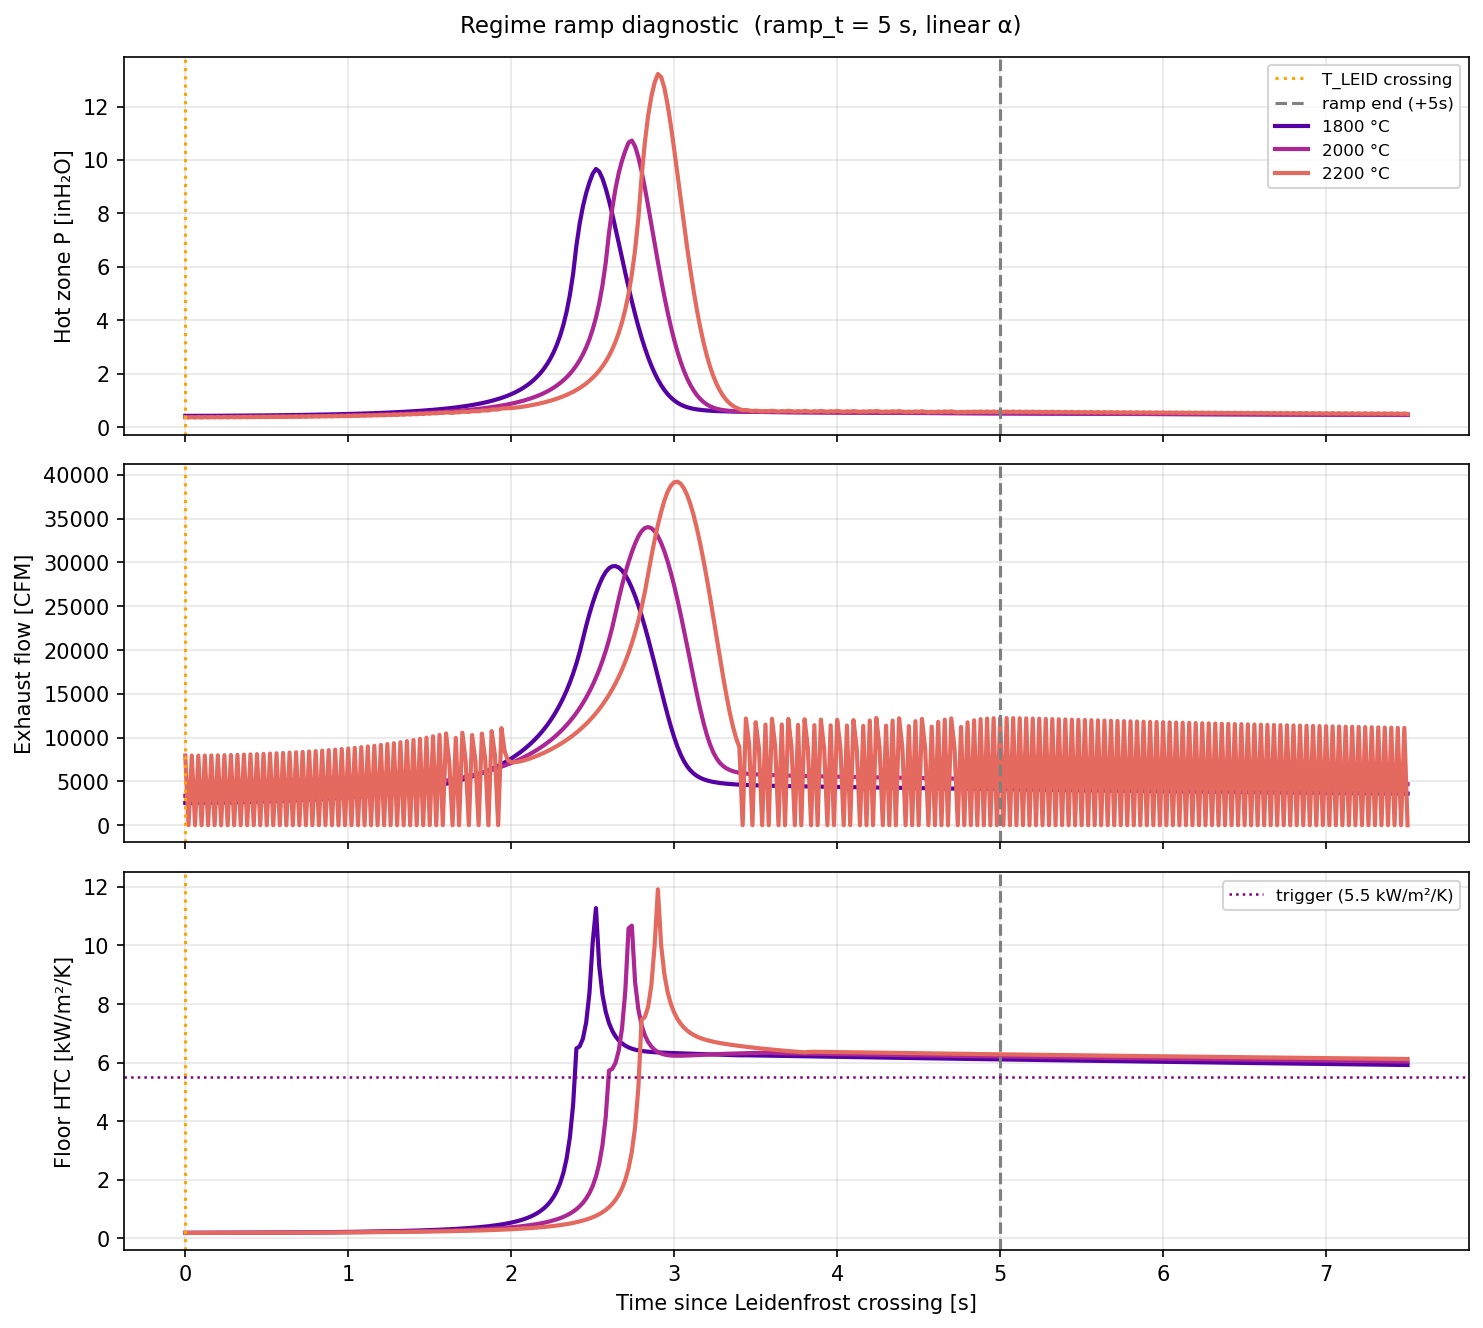 Regime ramp diagnostic  (ramp_t = 5 s, linear α)
Hot zone P [inH₂O]
12
10
8
6
4
2
0
T_LEID crossing
ramp end (+5s)
1800 °C
2000 °C
2200 °C
Exhaust flow [CFM]
40000
35000
30000
25000
20000
15000
10000
5000
0
Floor HTC [kW/m²/K]
12
10
8
6
4
2
0
trigger (5.5 kW/m²/K)
0 1 2 3 4 5 6 7
Time since Leidenfrost crossing [s]